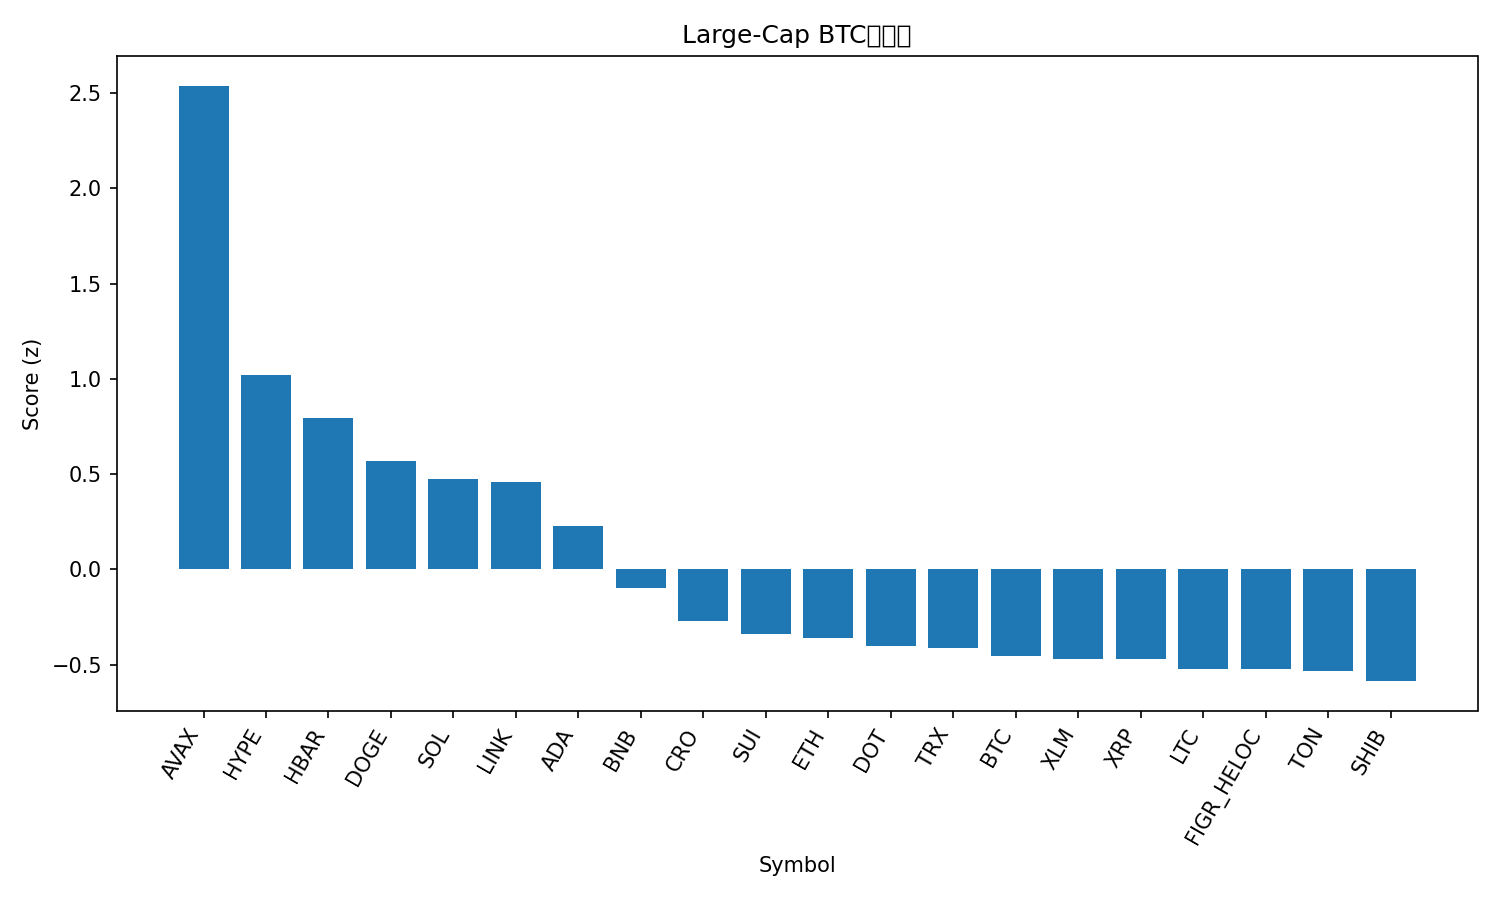 Large-Cap BTC
Score (z)
2.5
2.0
1.5
1.0
0.5
0.0
−0.5
AVAX
HYPE
HBAR
DOGE
SOL
LINK
ADA
BNB
CRO
SUI
ETH
DOT
TRX
BTC
XLM
XRP
LTC
FIGR_HELOC
TON
SHIB
Symbol